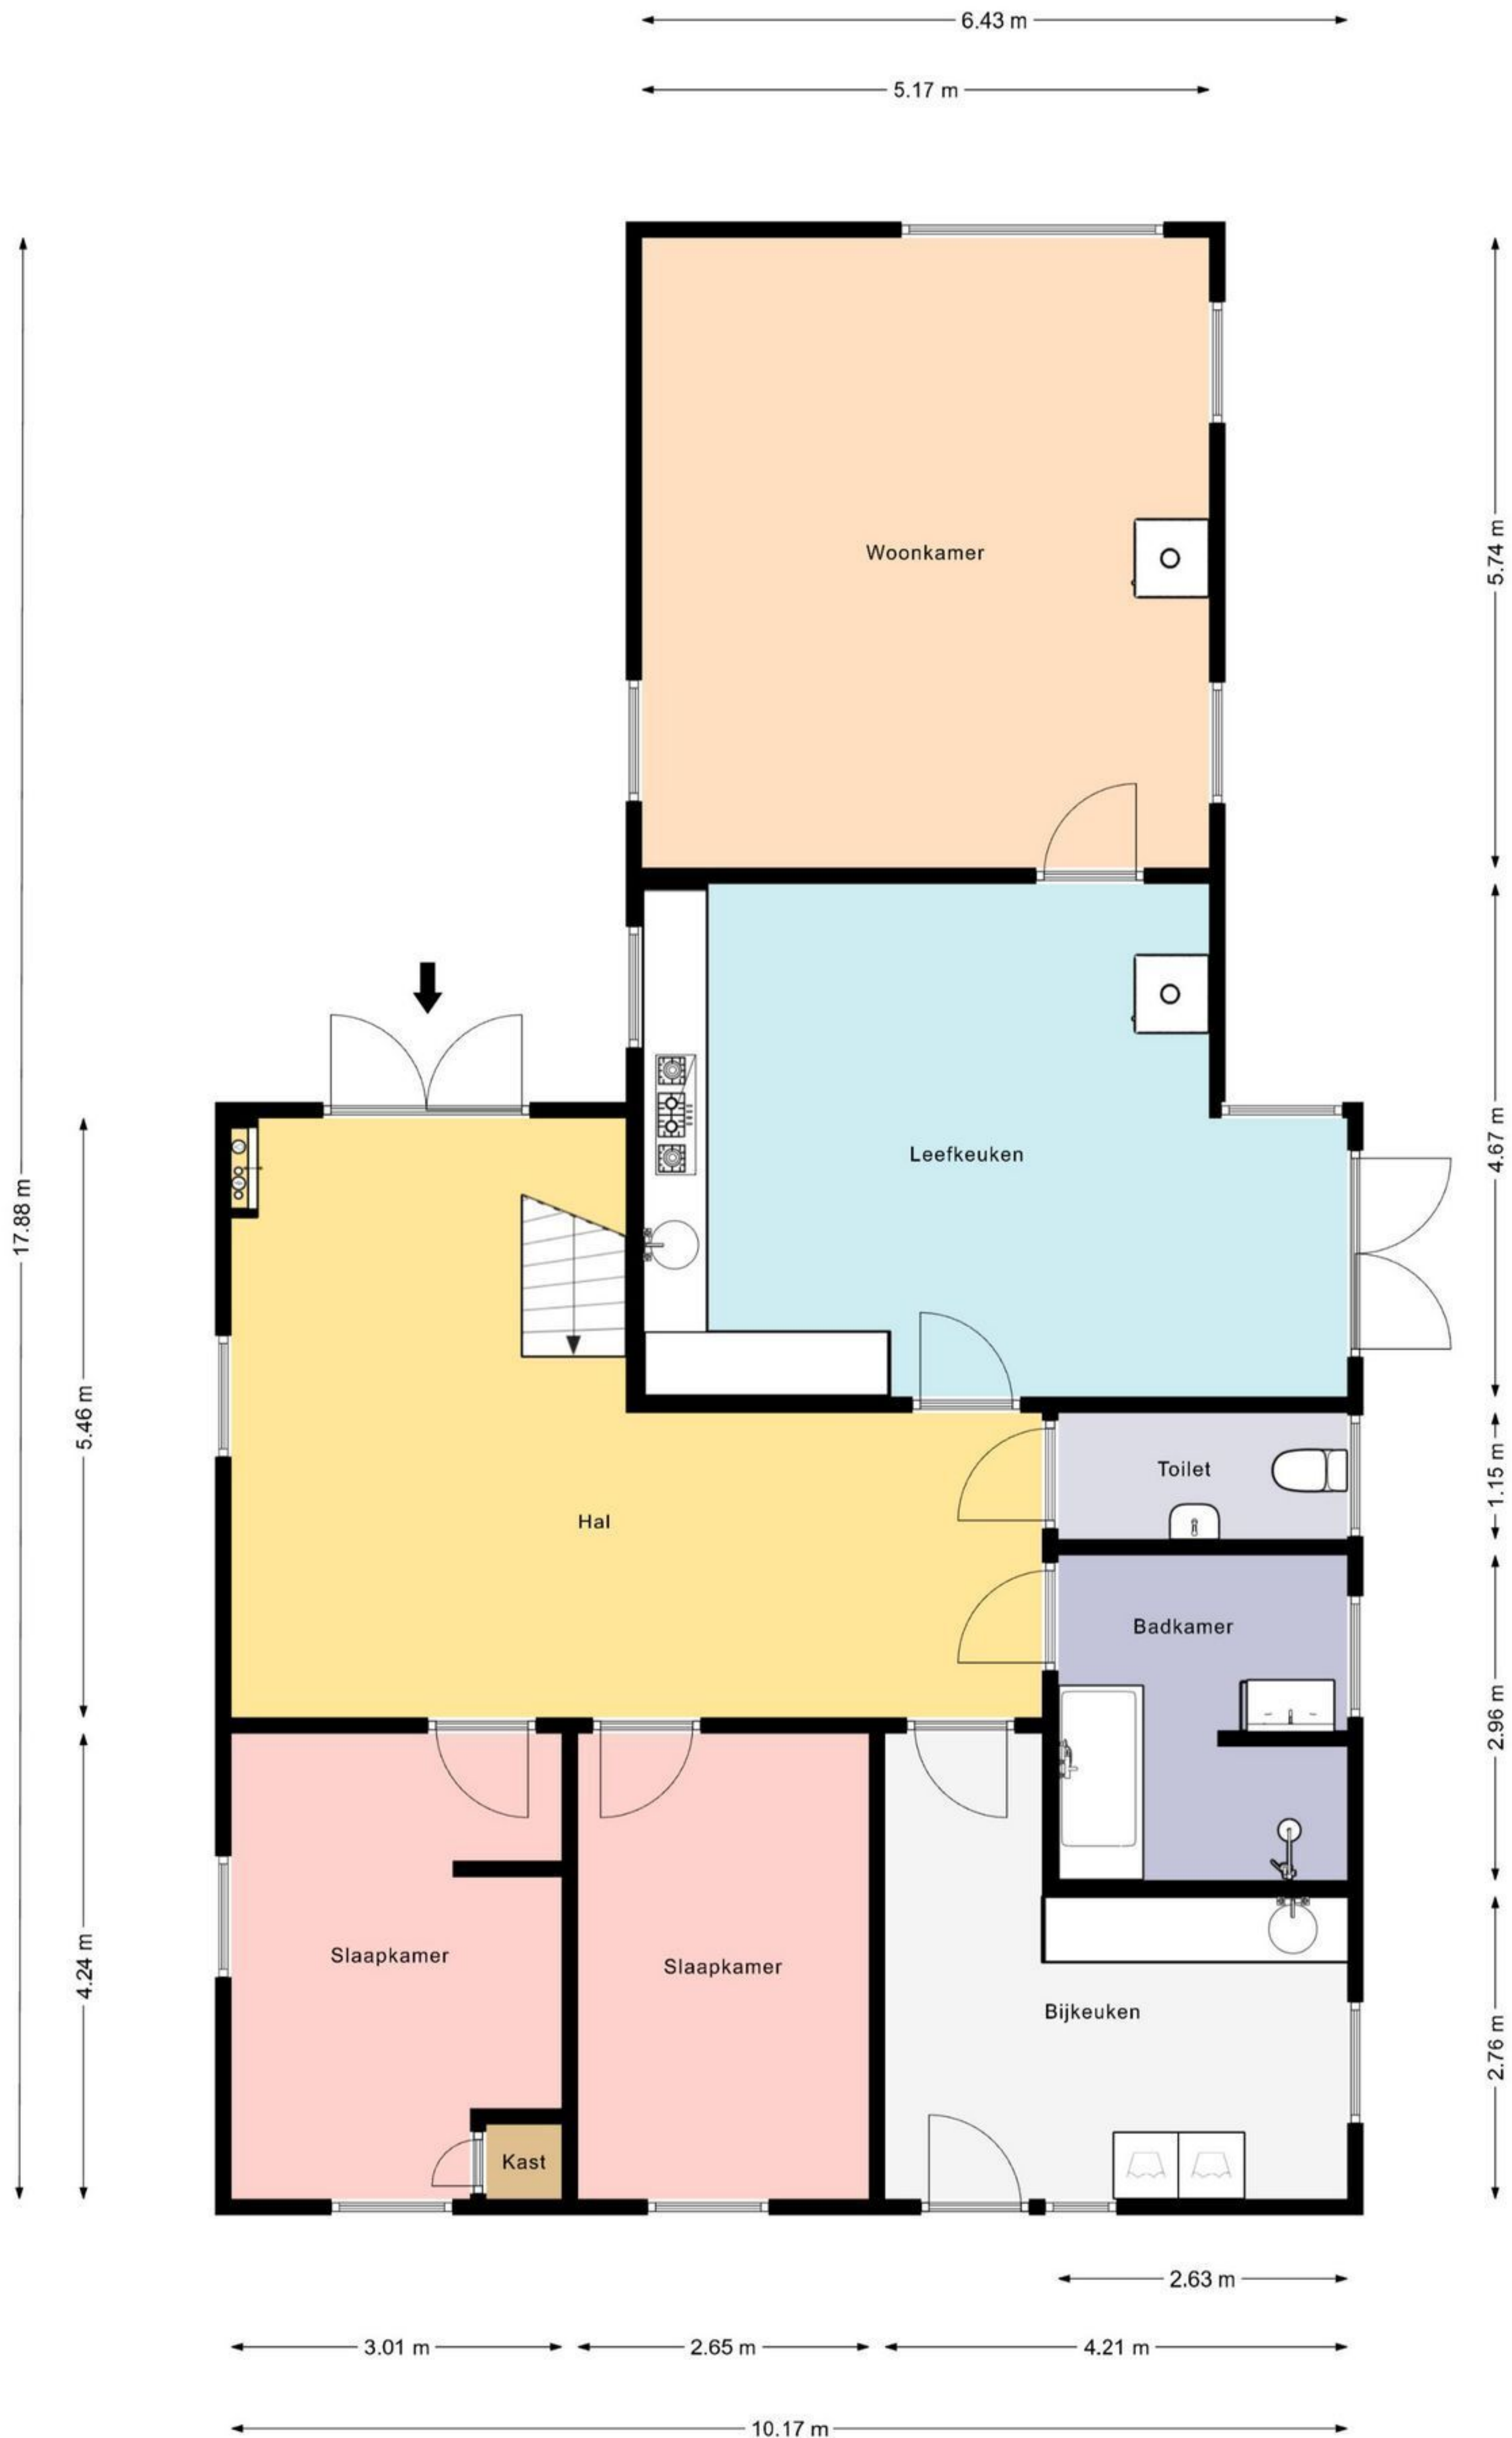 6.43 m
5.17 m
Woonkamer
5.74 m
Leefkeuken
4.67 m
17.88 m
5.46 m
Toilet
1.15 m
Hal
Badkamer
2.96 m
Slaapkamer
Slaapkamer
4.24 m
Bijkeuken
2.76 m
Kast
2.63 m
3.01 m
2.65 m
4.21 m
10.17 m